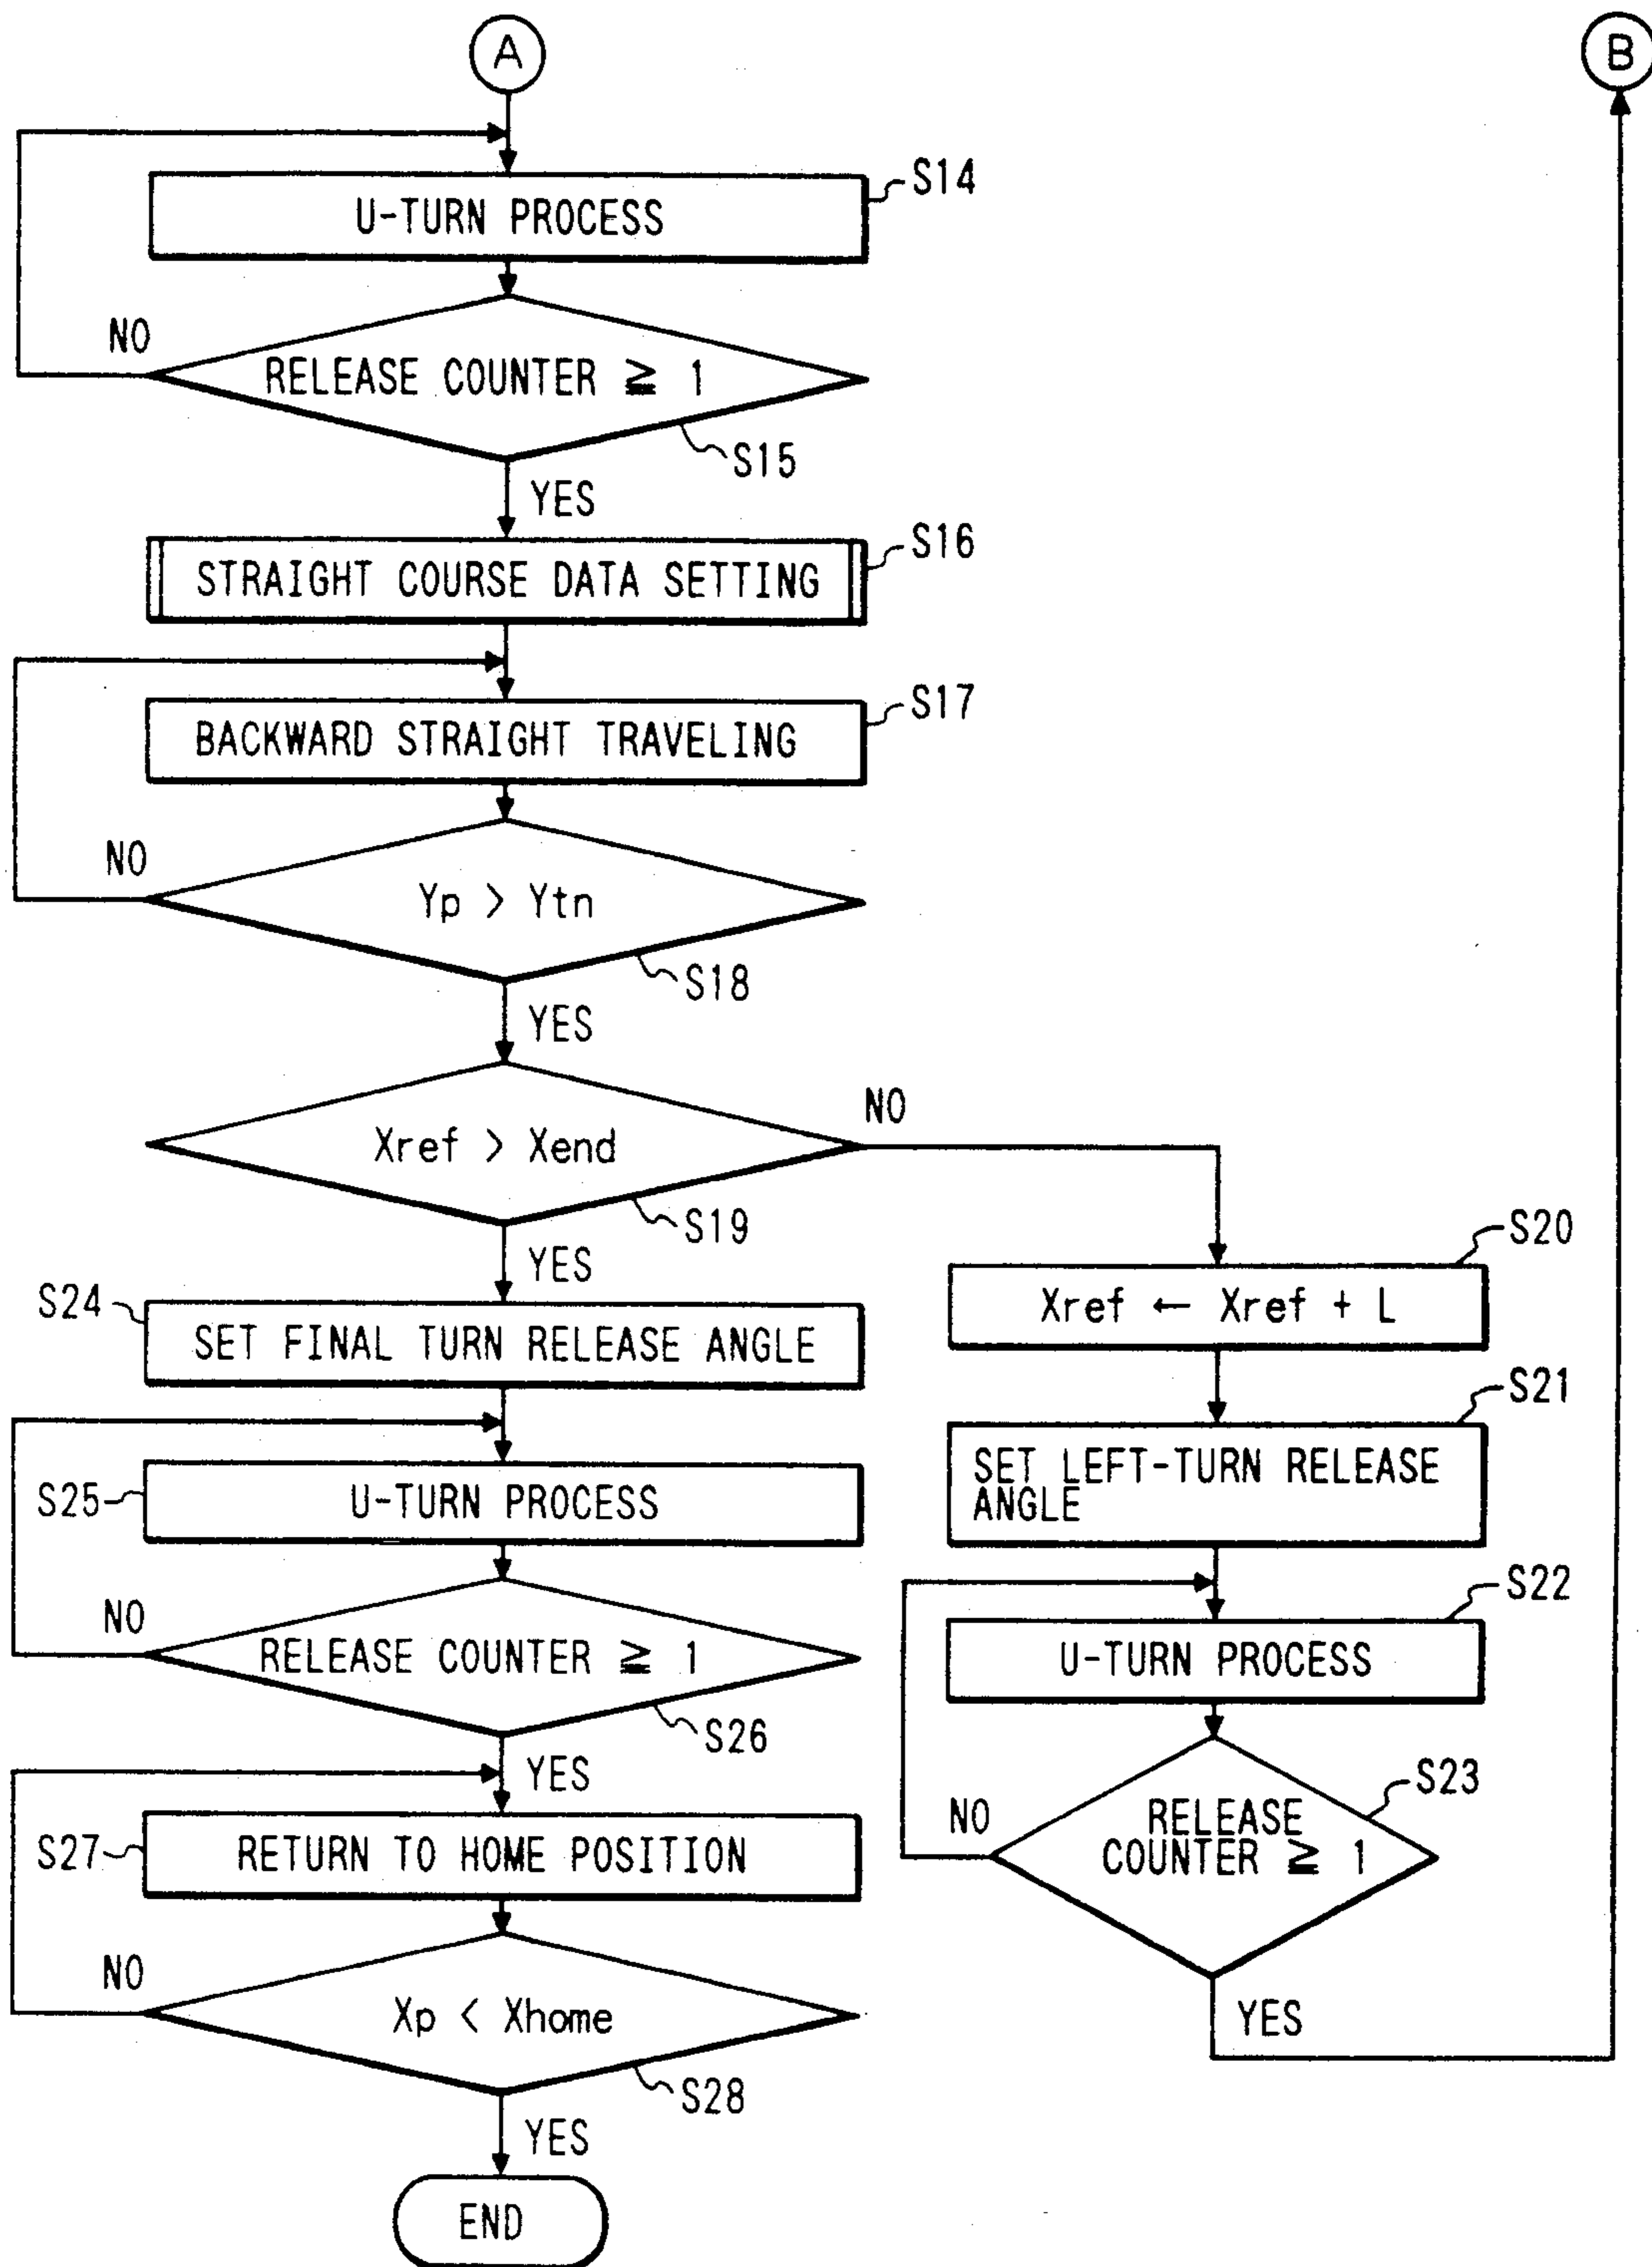 A
B
S14
U-TURN PROCESS
NO
RELEASE COUNTER ≧ 1
S15
YES
S16
STRAIGHT COURSE DATA SETTING
S17
BACKWARD STRAIGHT TRAVELING
NO
Yp > Ytn
S18
YES
NO
Xref > Xend
S19
YES
S20
Xref ← Xref + L
S24
SET FINAL TURN RELEASE ANGLE
S21
SET LEFT-TURN RELEASE
ANGLE
S25
U-TURN PROCESS
S22
U-TURN PROCESS
NO
RELEASE COUNTER ≧ 1
S26
YES
S23
NO
RELEASE
COUNTER ≧ 1
YES
S27
RETURN TO HOME POSITION
NO
Xp < Xhome
S28
YES
END